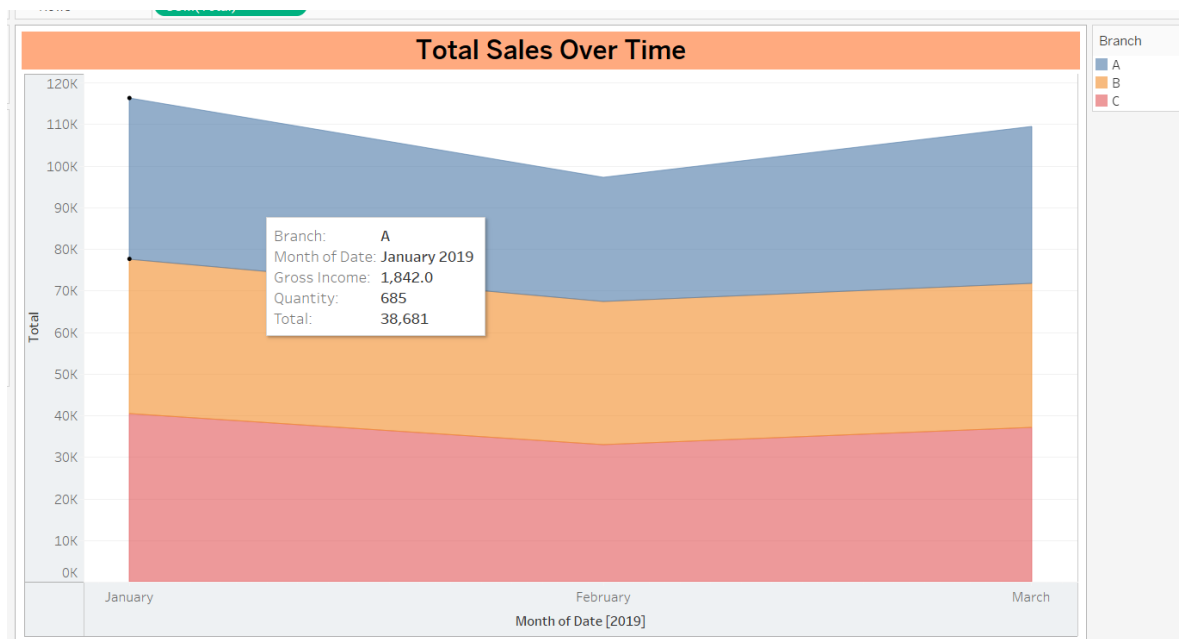 Total Sales Over Time
Branch
A
B
C
120K
110K
100K
90K
80K
70K
60K
50K
40K
30K
20K
10K
0K
Total
Branch: A
Month of Date: January 2019
Gross Income: 1,842.0
Quantity: 685
Total: 38,681
January February March
Month of Date [2019]